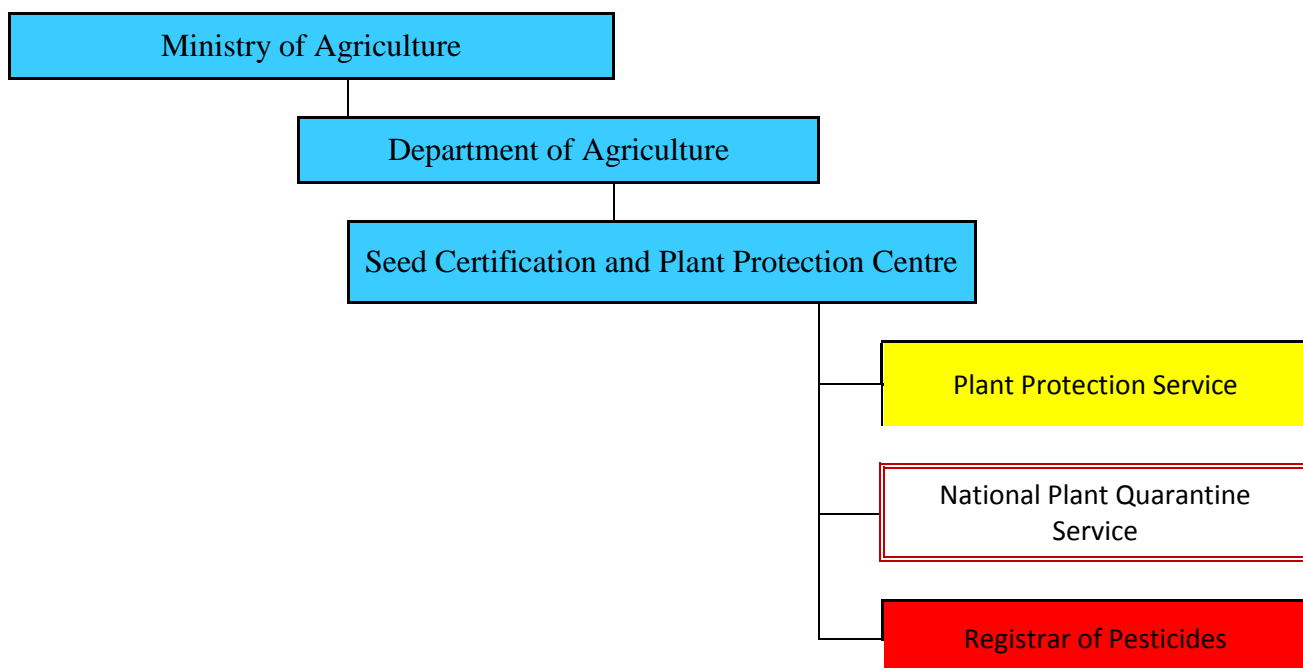 Ministry of Agriculture
Department of Agriculture
Seed Certification and Plant Protection Centre
Plant Protection Service
National Plant Quarantine
Service
Registrar of Pesticides